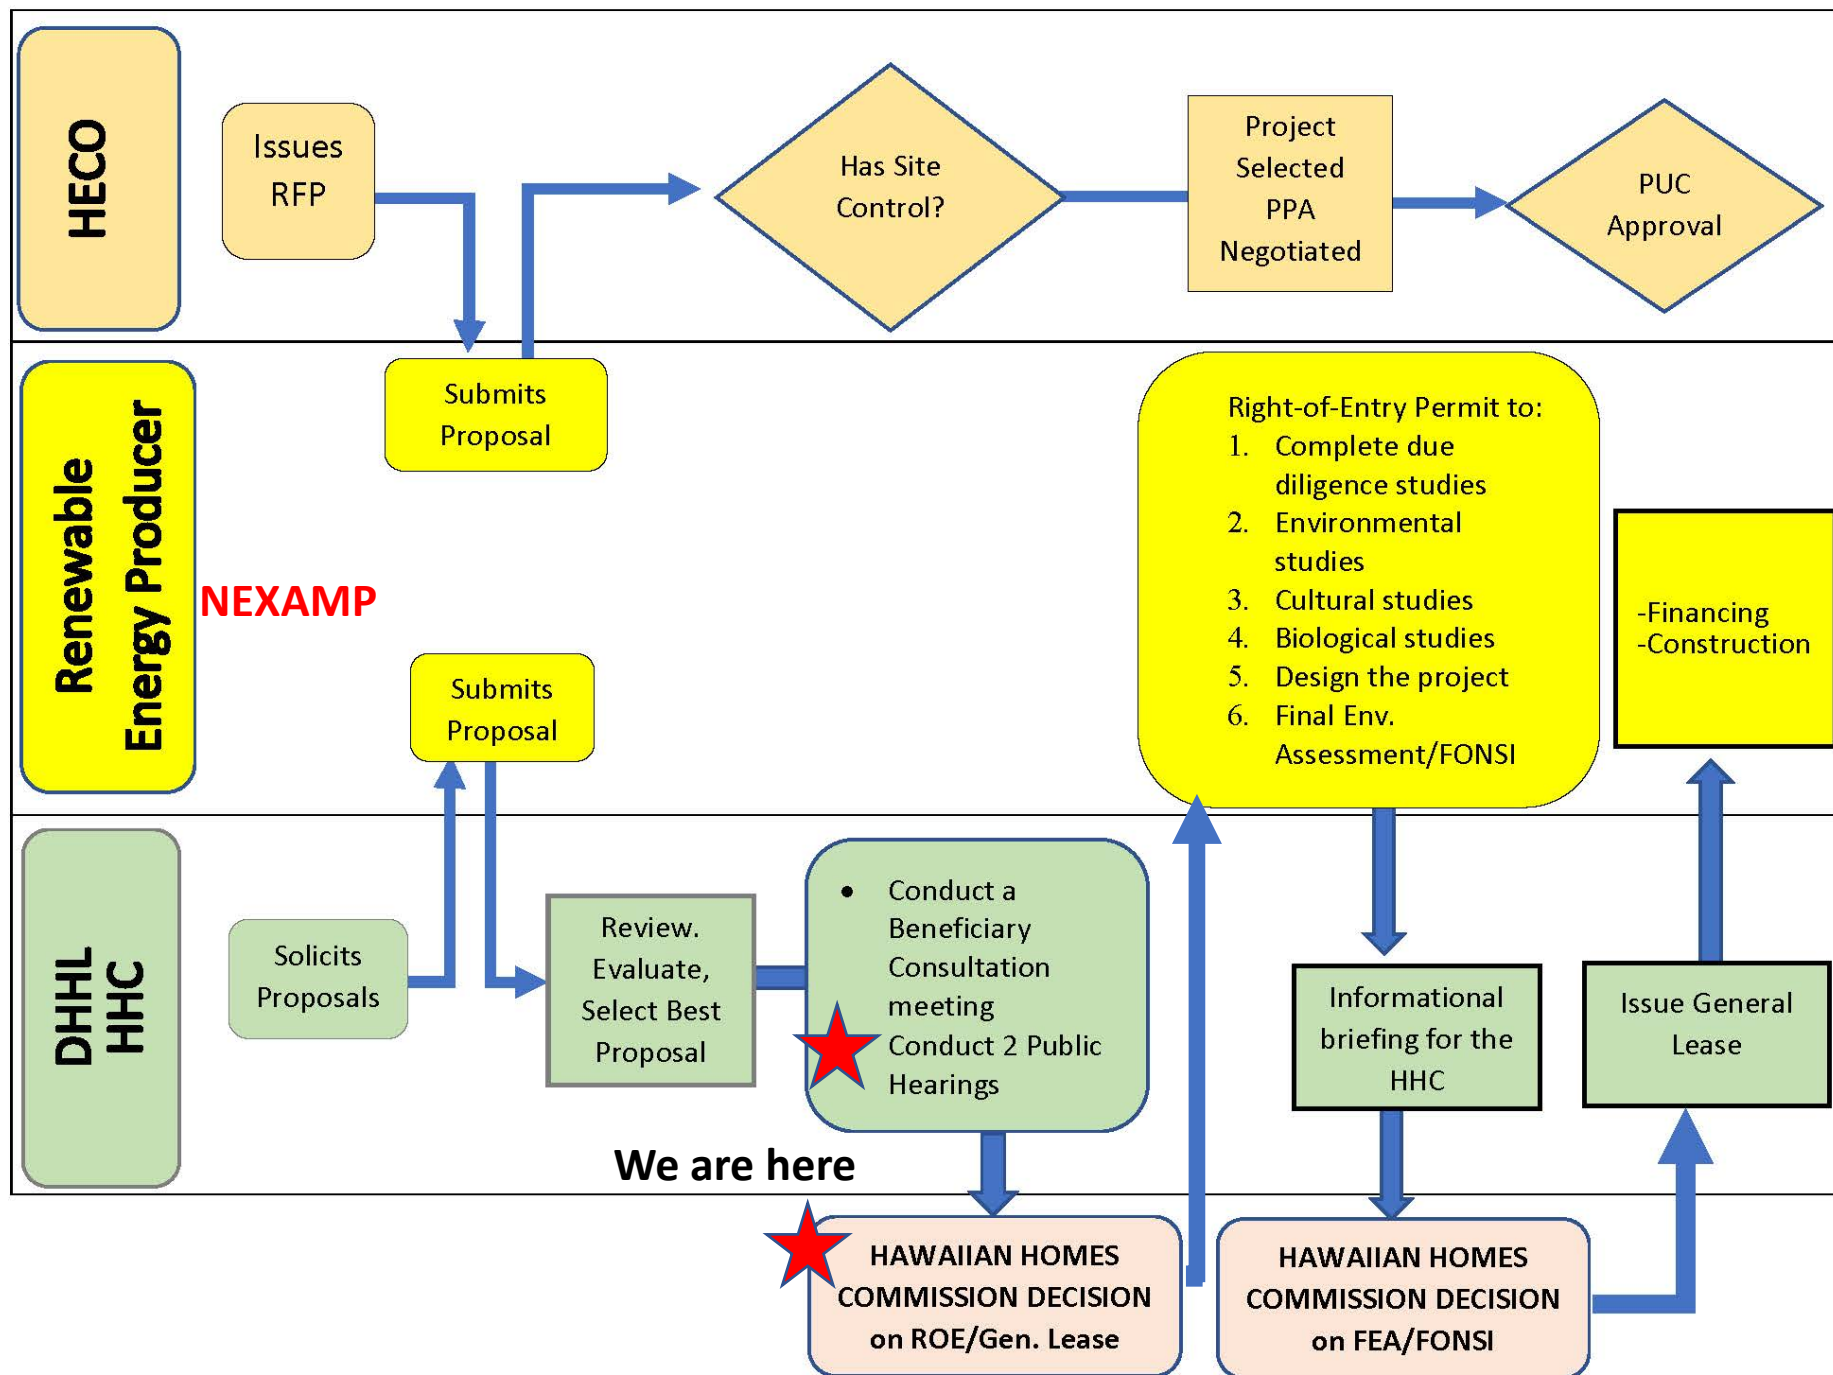 HECO
Issues
RFP
Has Site
Control?
Project
Selected
PPA
Negotiated
PUC
Approval
Renewable
Energy Producer
NEXAMP
Submits
Proposal
Submits
Proposal
Right-of-Entry Permit to:
1. Complete due
diligence studies
2. Environmental
studies
3. Cultural studies
4. Biological studies
5. Design the project
6. Final Env.
Assessment/FONSI
-Financing
-Construction
DHHL
HHC
Solicits
Proposals
Review.
Evaluate,
Select Best
Proposal
• Conduct a
Beneficiary
Consultation
meeting
Conduct 2 Public
Hearings
Informational
briefing for the
HHC
Issue General
Lease
We are here
HAWAIIAN HOMES
COMMISSION DECISION
on ROE/Gen. Lease
HAWAIIAN HOMES
COMMISSION DECISION
on FEA/FONSI